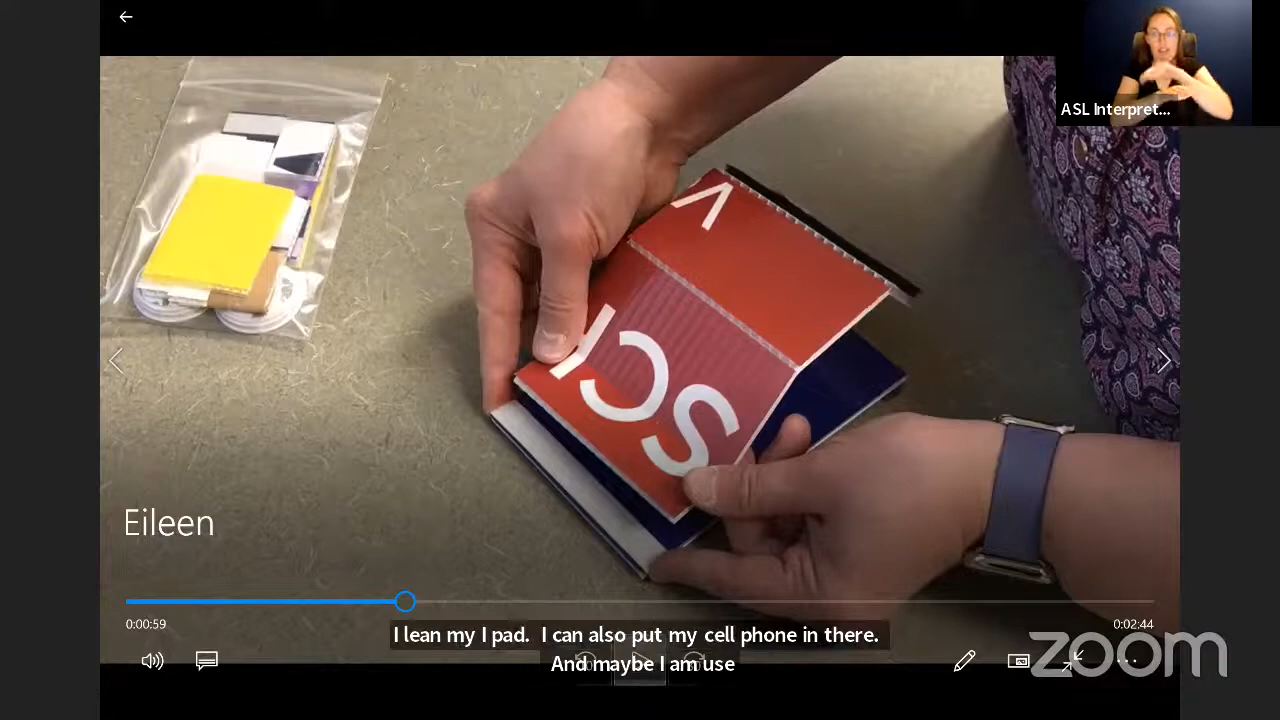 ASL Interpret...
V
SCI
Eileen
0:00:59
0:02:44
I lean my I pad. I can also put my cell phone in there.
And maybe I am use
zoom